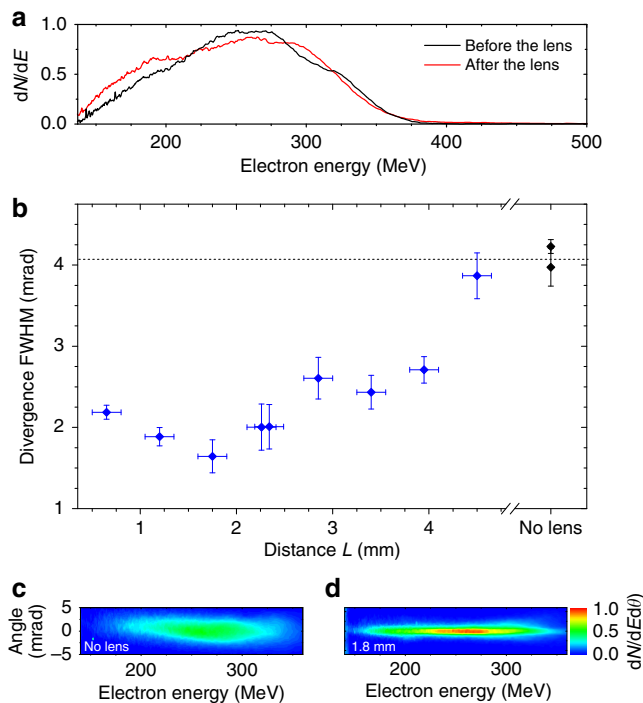 a
dN/dE
1.0
0.5
0.0
Before the lens
After the lens
200
300
400
500
Electron energy (MeV)
b
Divergence FWHM (mrad)
4
3
2
1
1
2
3
4
No lens
Distance L (mm)
c
d
Angle
(mrad)
5
0
−5
No lens
1.8 mm
1.0
0.5
0.0
dN/dEdθ
200
300
200
300
Electron energy (MeV)
Electron energy (MeV)